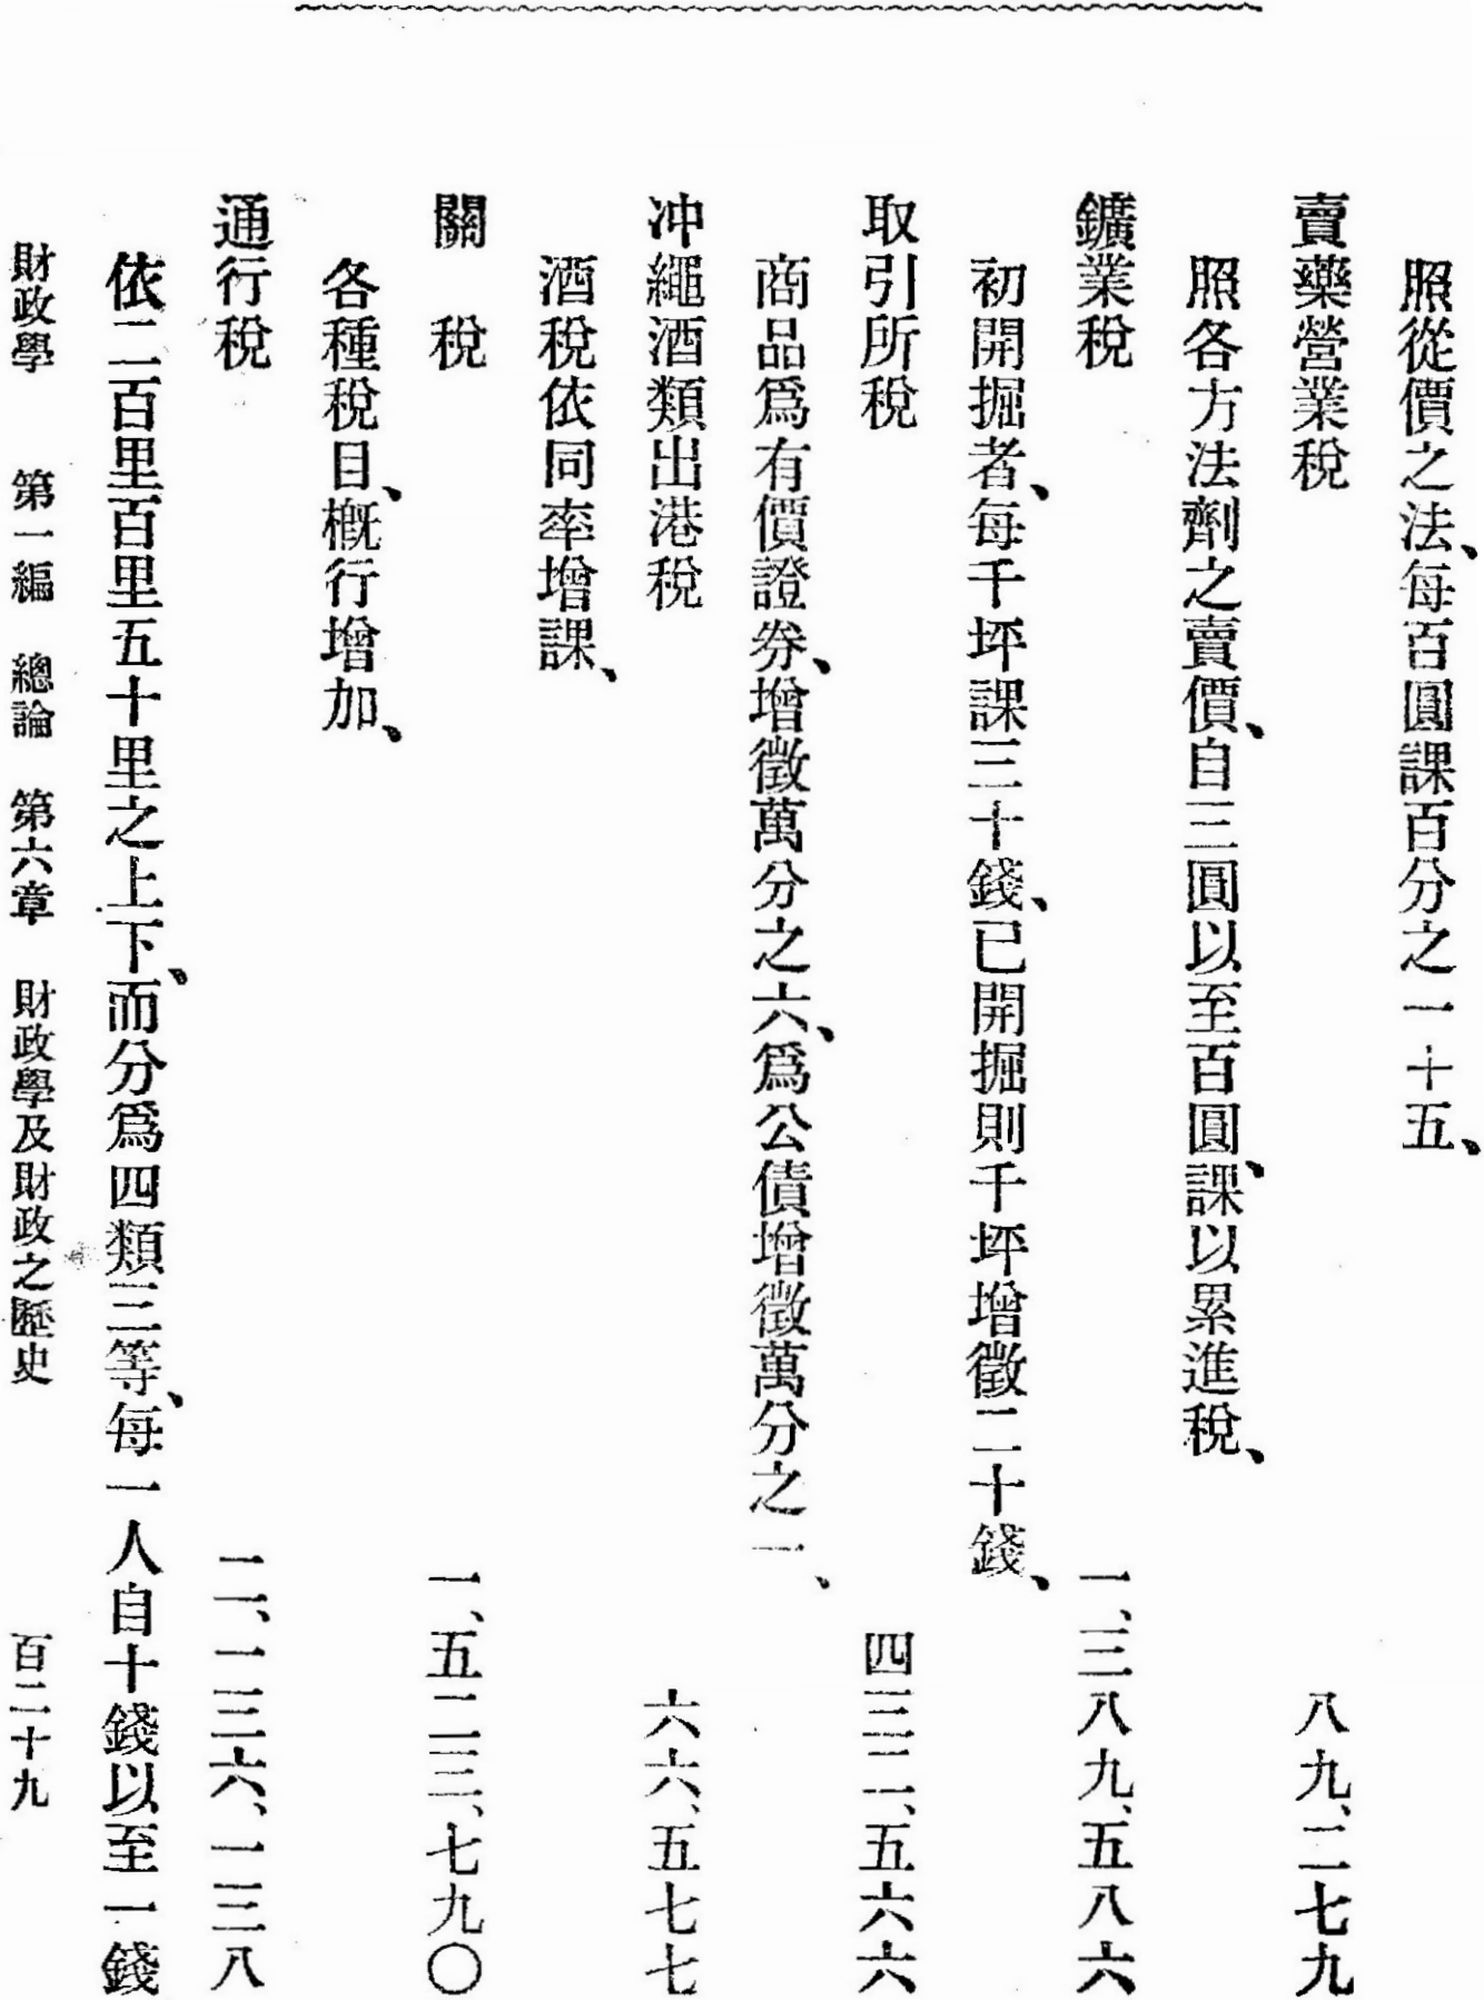 照從價之法、每百圓課百分之一十五、
賣藥營業稅　八九、二七九
照各方法劑之賣價、自三圓以至百圓、課以累進稅、
鑛業稅　一、三八九、五八六
初開掘者、每千坪課三十錢、已開掘則千坪增徵二十錢、
取引所稅　四三二、五六六
商品爲有價證券、增徵萬分之六、爲公債增徵萬分之一、
冲繩酒類出港稅　六六、五七七
酒稅依同率增課、
關　稅　一、五二三、七九〇
各種稅目、槪行增加、
通行稅　二、一三六、一三八
依二百里百里五十里之上下、而分爲四類三等、每一人自十錢以至一錢
財政學　第一編　總論　第六章　財政學及財政之歷史　百二十九